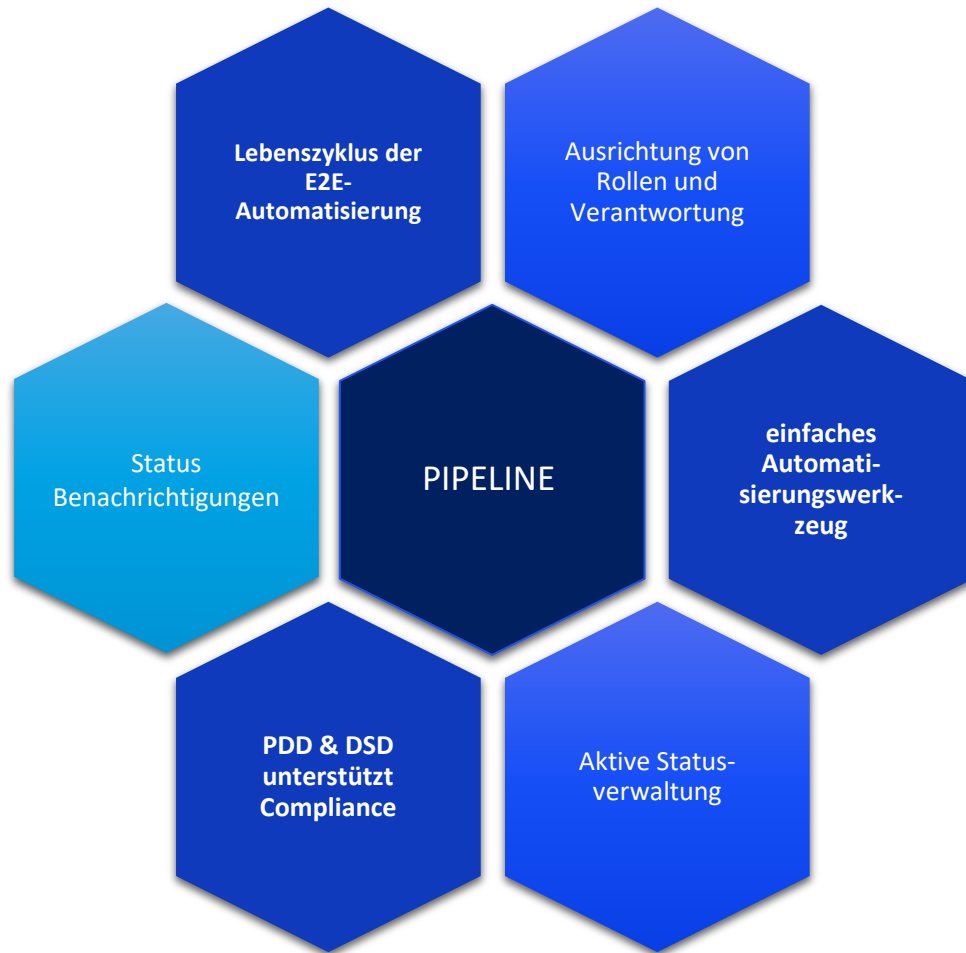 Lebenszyklus der
E2E-
Automatisierung
Ausrichtung von
Rollen und
Verantwortung
Status
Benachrichtigungen
PIPELINE
einfaches
Automati-
sierungswerk-
zeug
PDD & DSD
unterstützt
Compliance
Aktive Status-
verwaltung